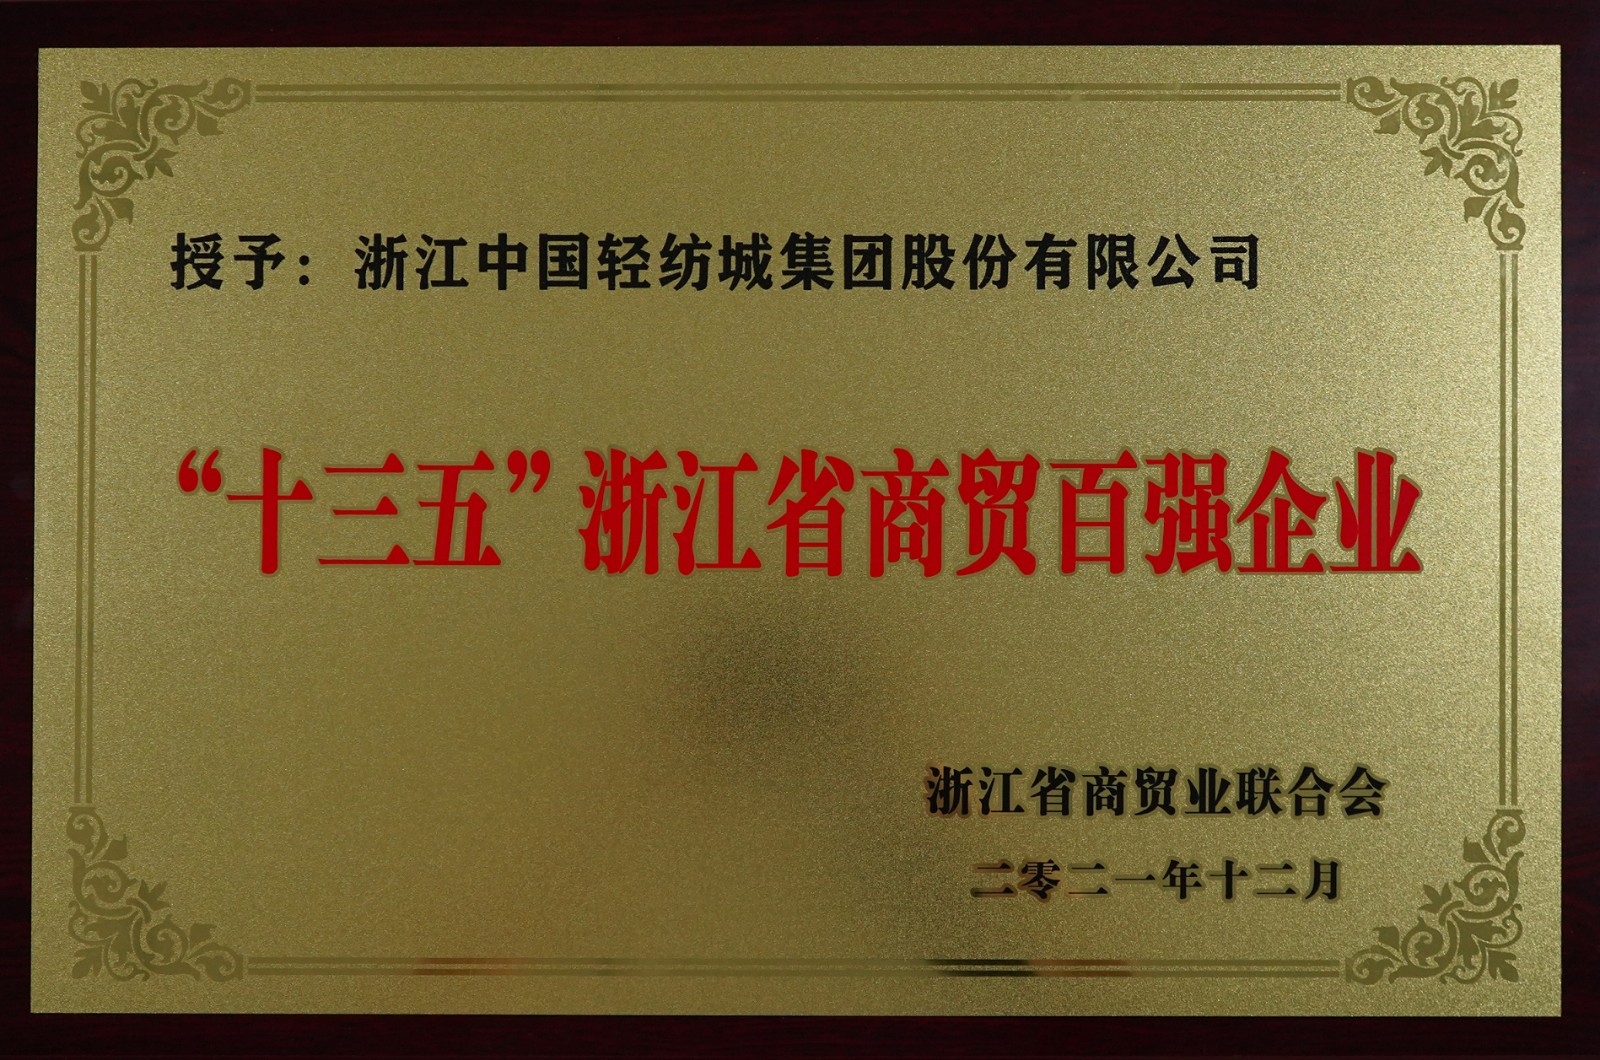 授予：浙江中国轻纺城集团股份有限公司
“十三五”浙江省商贸百强企业
浙江省商贸业联合会
二零二一年十二月